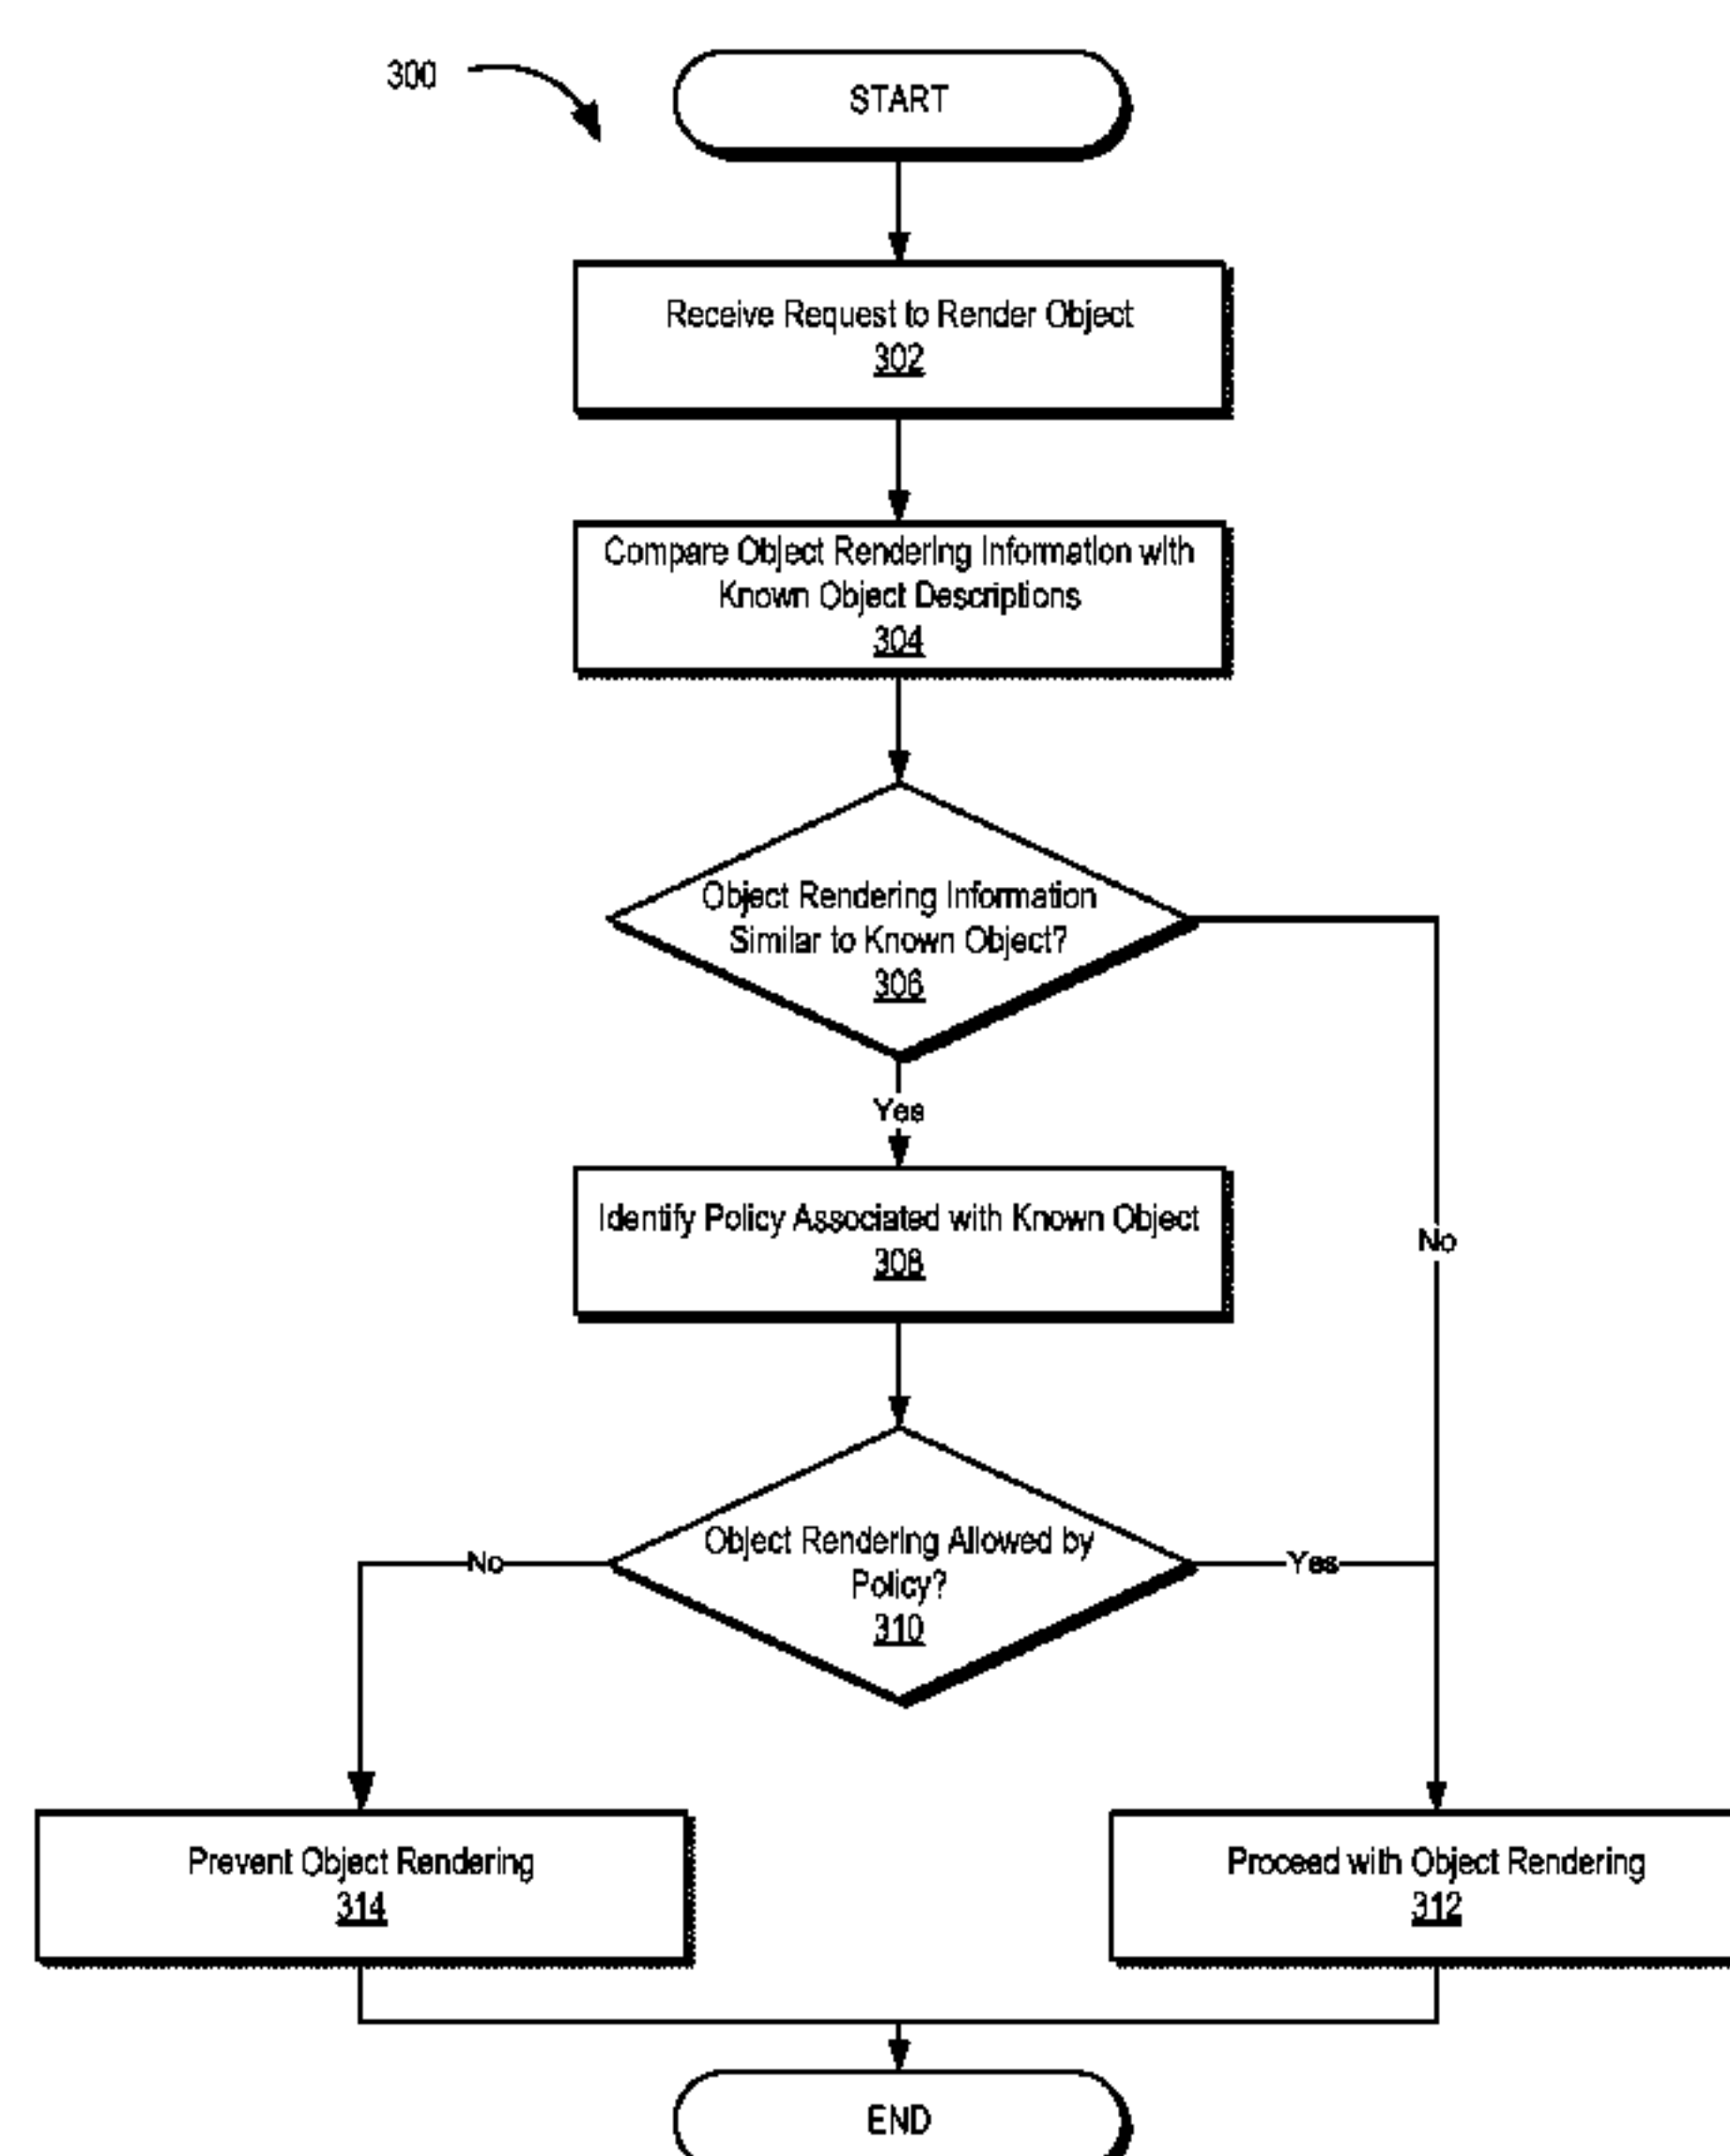 300
START
Receive Request to Render Object
302
Compare Object Rendering Information with
Known Object Descriptions
304
Object Rendering Information
Similar to Known Object?
306
Yes
Identify Policy Associated with Known Object
308
No
Object Rendering Allowed by
Policy?
310
No
Yes
Prevent Object Rendering
314
Proceed with Object Rendering
312
END